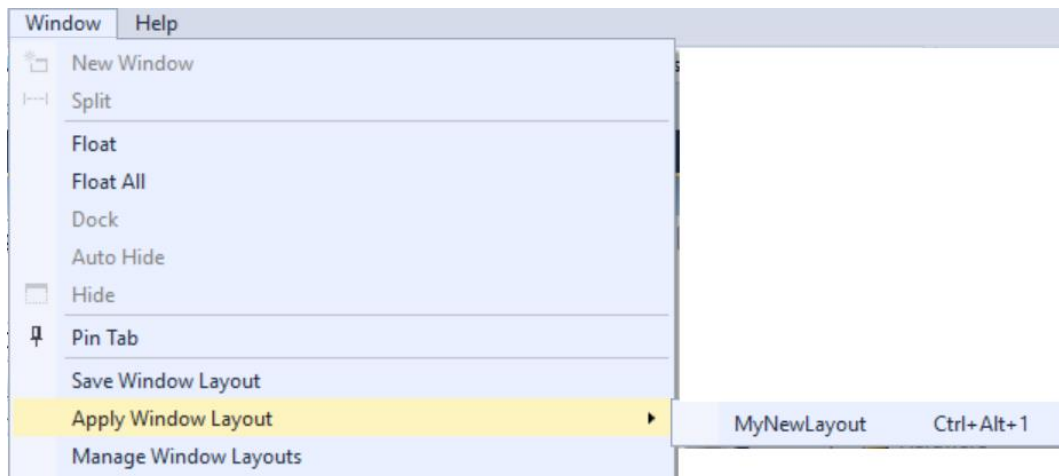 Window Help
New Window
Split
Float
Float All
Dock
Auto Hide
Hide
Pin Tab
Save Window Layout
Apply Window Layout
MyNewLayout Ctrl+Alt+1
Manage Window Layouts